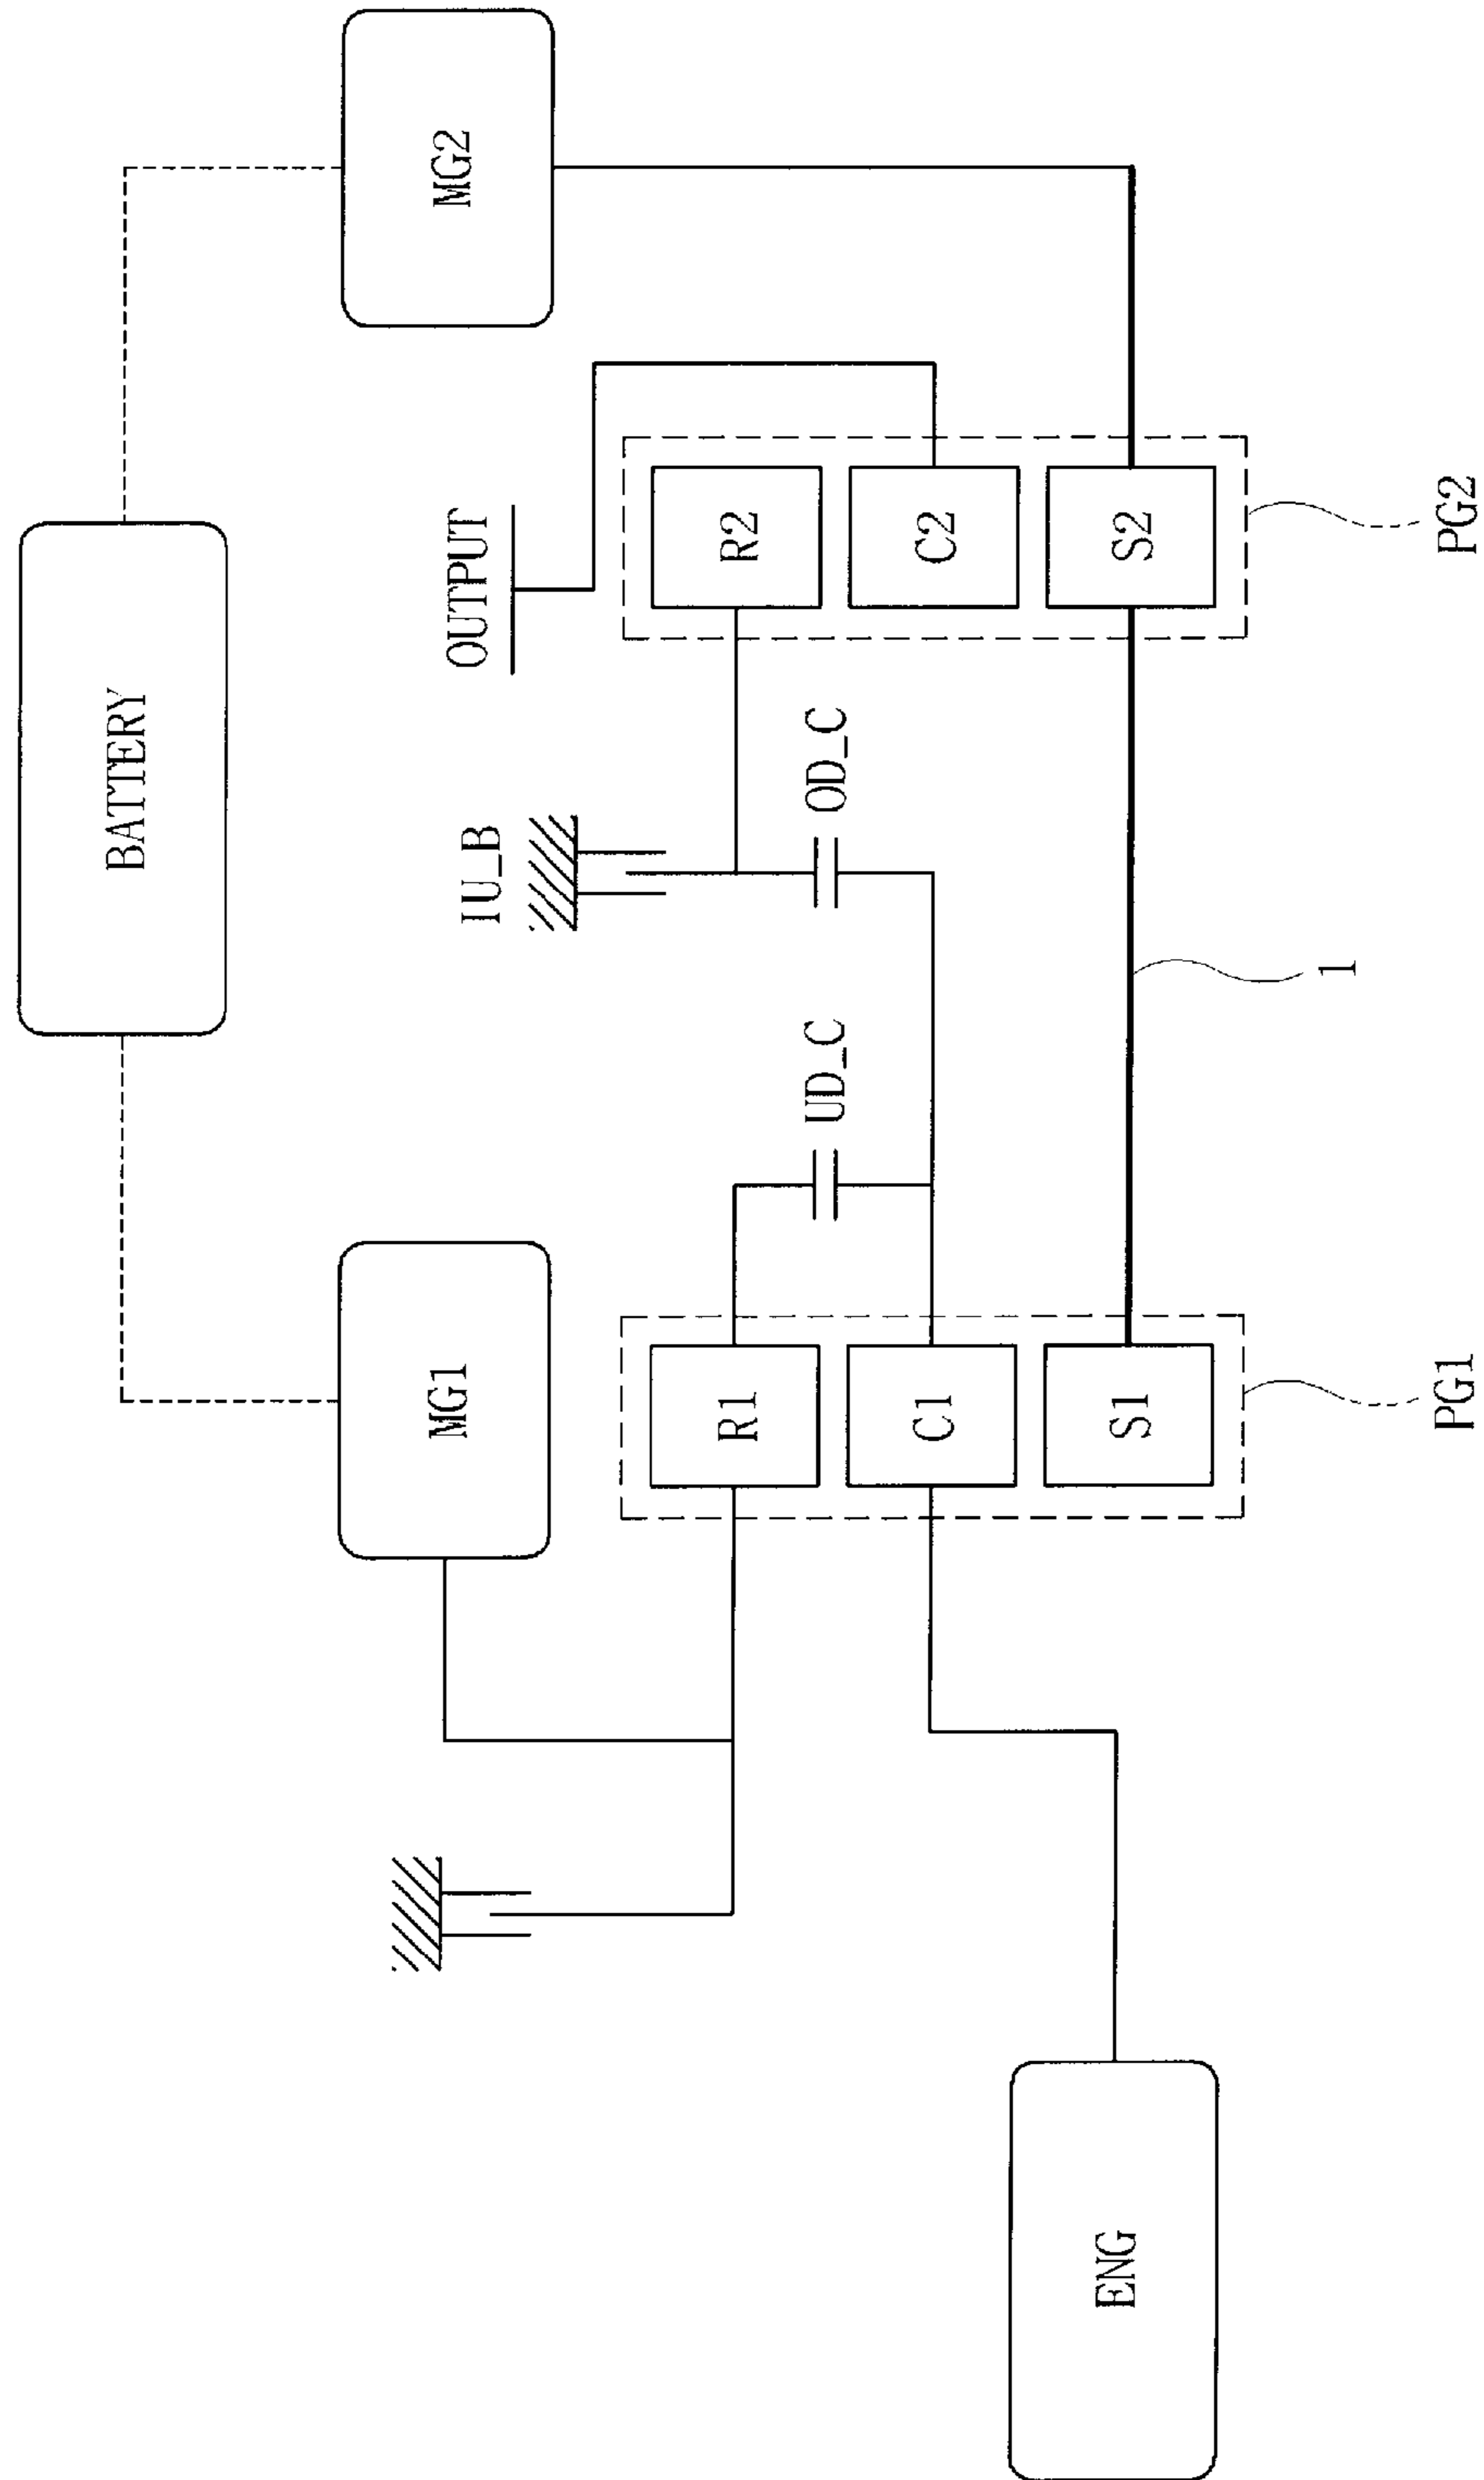 BATTERY
MG1
MG2
IU_B
OUTPUT
R1
UD_C
OD_C
R2
C1
C2
ENG
S1
1
S2
PG1
PG2